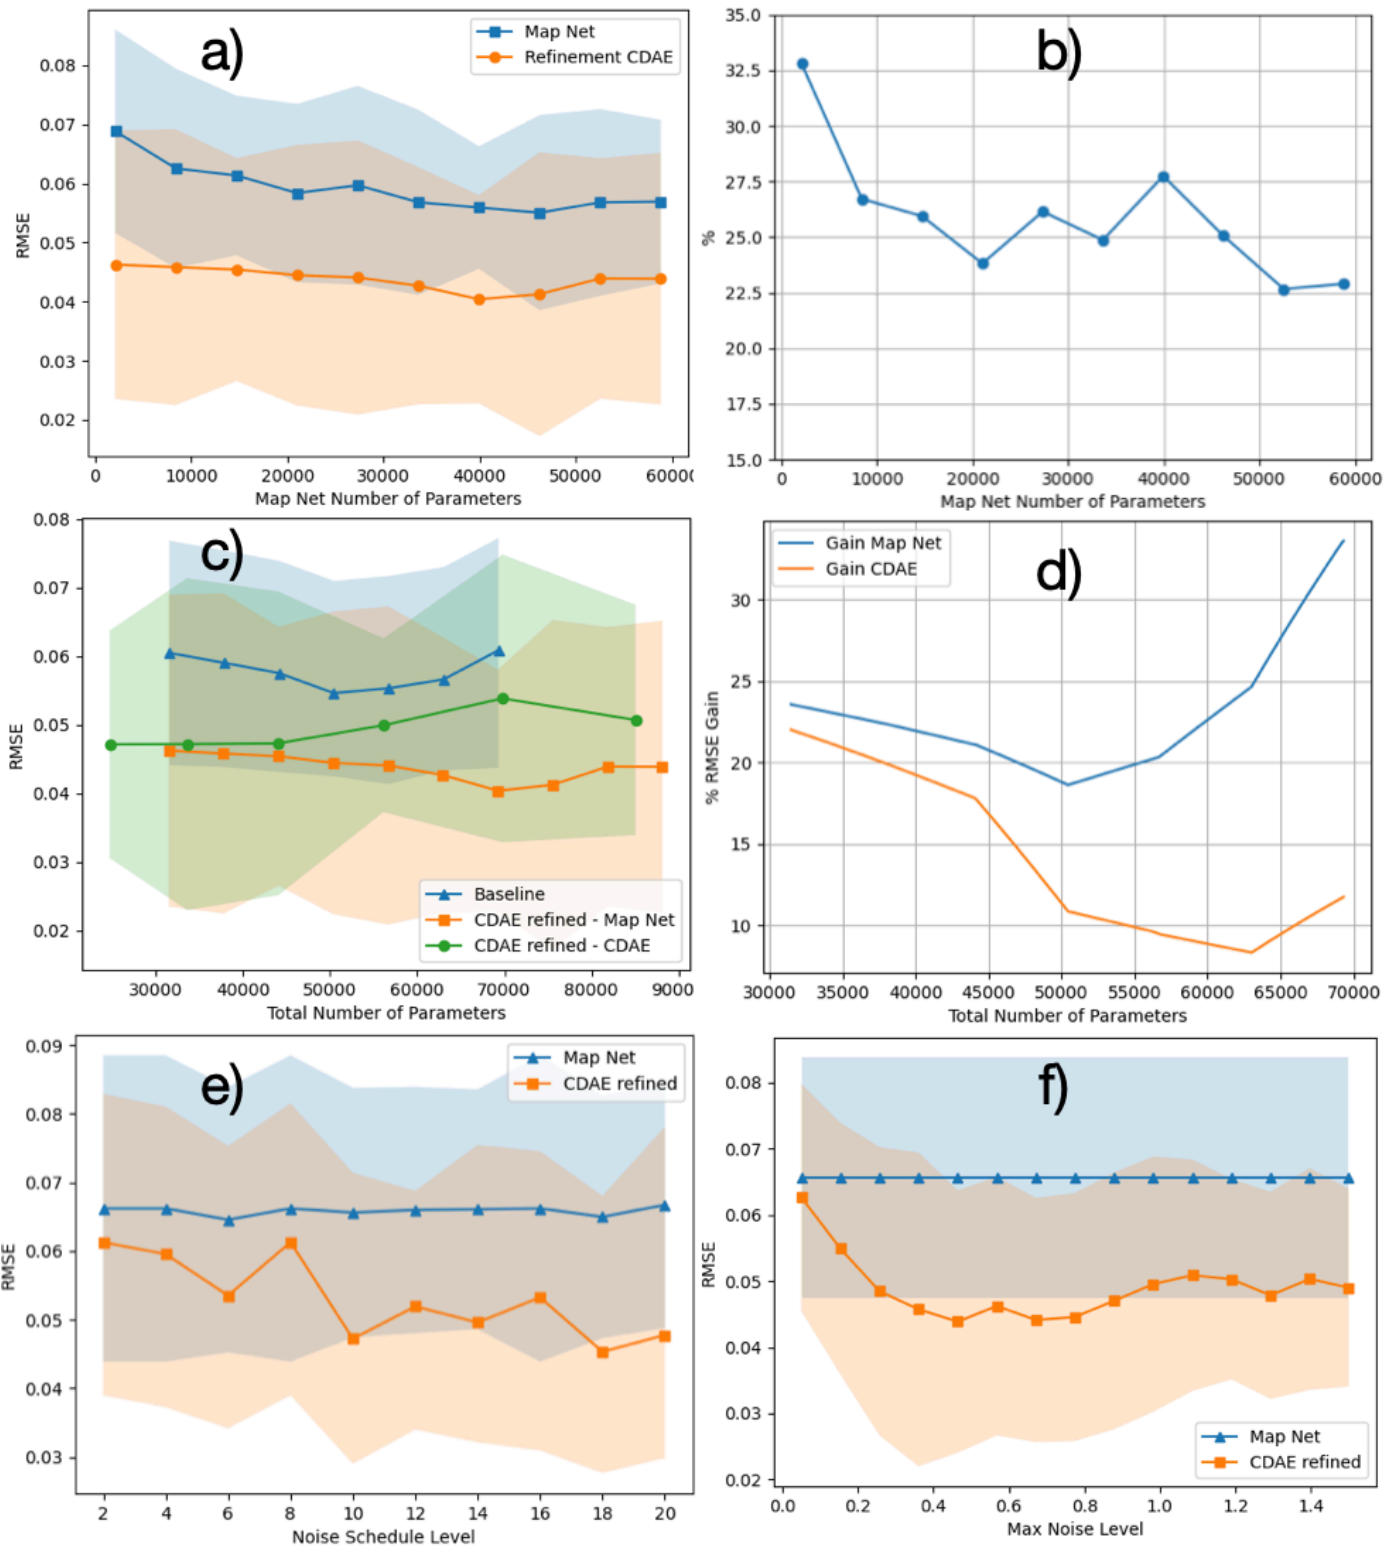 a)
Map Net
Refinement CDAE
0.08
0.07
0.06
0.05
0.04
0.03
0.02
RMSE
0 10000 20000 30000 40000 50000 60000
Map Net Number of Parameters
b)
35.0
32.5
30.0
27.5
25.0
22.5
20.0
17.5
15.0
%
0 10000 20000 30000 40000 50000 60000
Map Net Number of Parameters
c)
0.08
0.07
0.06
0.05
0.04
0.03
0.02
RMSE
Baseline
CDAE refined - Map Net
CDAE refined - CDAE
30000 40000 50000 60000 70000 80000 9000
Total Number of Parameters
d)
Gain Map Net
Gain CDAE
30
25
20
15
10
% RMSE Gain
30000 35000 40000 45000 50000 55000 60000 65000 70000
Total Number of Parameters
e)
Map Net
CDAE refined
0.09
0.08
0.07
0.06
0.05
0.04
0.03
RMSE
2 4 6 8 10 12 14 16 18 20
Noise Schedule Level
f)
0.08
0.07
0.06
0.05
0.04
0.03
0.02
RMSE
Map Net
CDAE refined
0.0 0.2 0.4 0.6 0.8 1.0 1.2 1.4
Max Noise Level